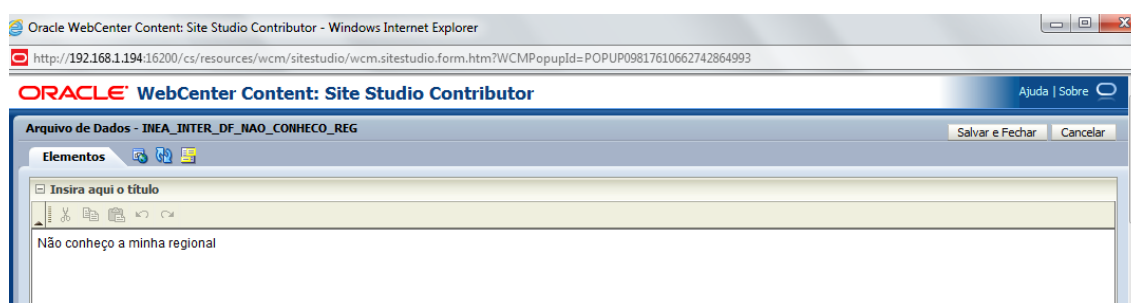 Oracle WebCenter Content: Site Studio Contributor - Windows Internet Explorer
http://192.168.1.194:16200/cs/resources/wcm/sitestudio/wcm.sitestudio.form.htm?WCMPopupId=POPUP09817610662742864993
ORACLE WebCenter Content: Site Studio Contributor Ajuda | Sobre
Arquivo de Dados - INEA_INTER_DF_NAO_CONHECO_REG Salvar e Fechar Cancelar
Elementos
Insira aqui o título
Não conheço a minha regional